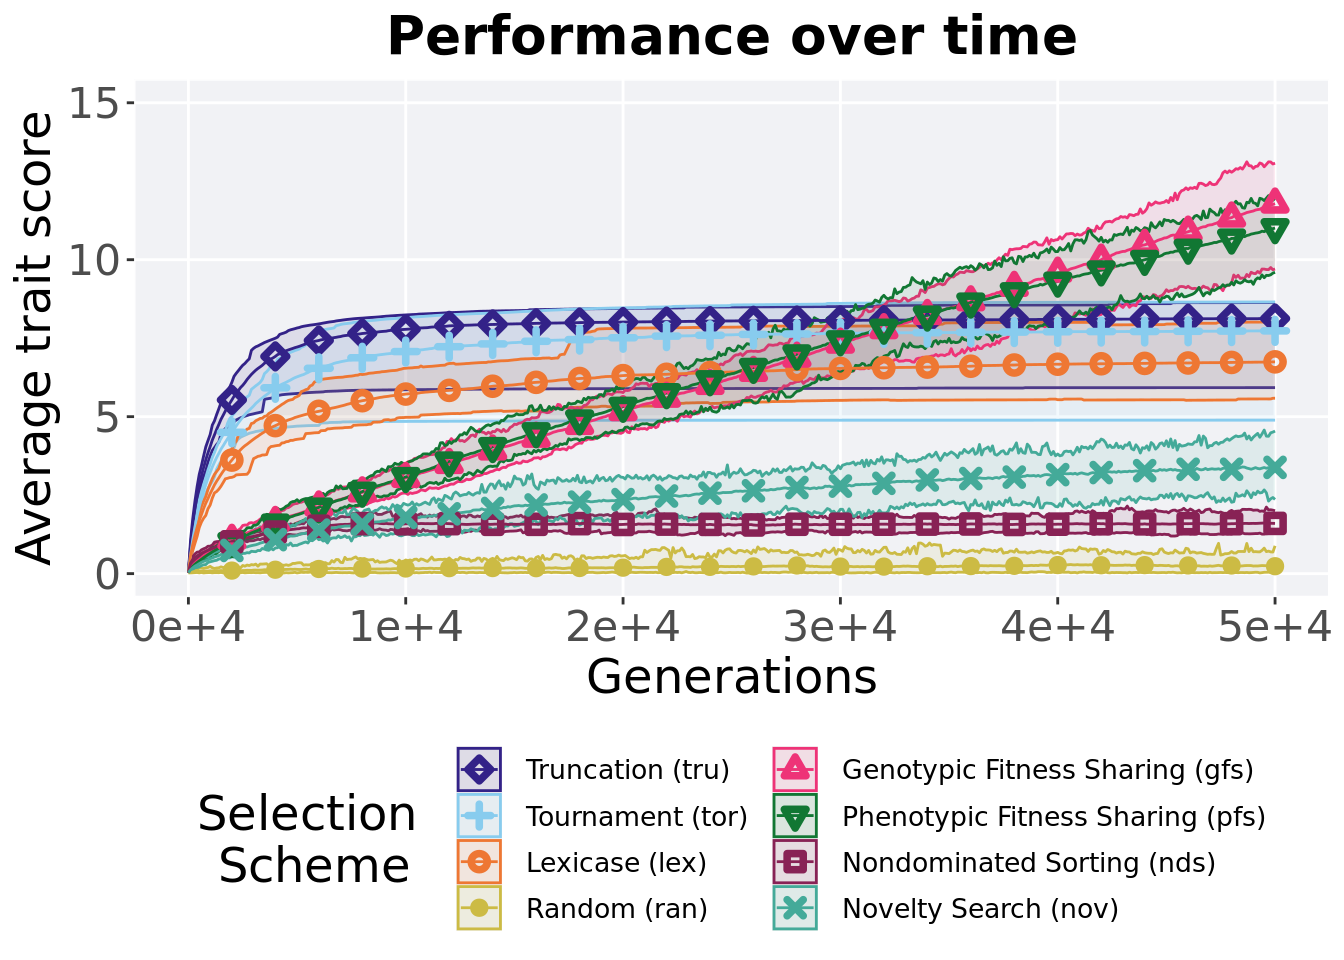 Performance over time
Average trait score
15
10
5
0
0e+4 1e+4 2e+4 3e+4 4e+4 5e+4
Generations
Selection
Scheme
Truncation (tru)
Tournament (tor)
Lexicase (lex)
Random (ran)
Genotypic Fitness Sharing (gfs)
Phenotypic Fitness Sharing (pfs)
Nondominated Sorting (nds)
Novelty Search (nov)